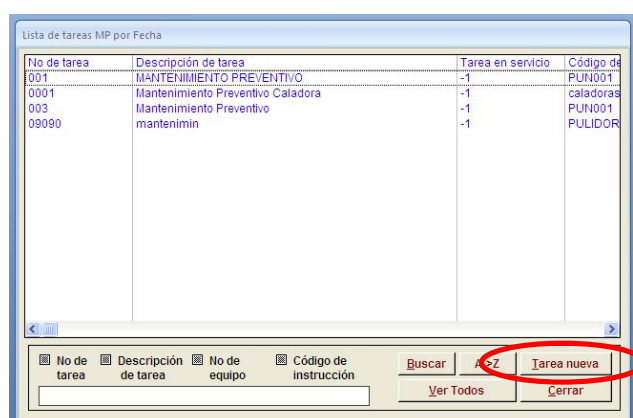 Lista de tareas MP por Fecha
No de tarea Descripción de tarea Tarea en servicio Código de
001 MANTENIMIENTO PREVENTIVO -1 PUN001
0001 Mantenimiento Preventivo Caladora -1 caladoras
003 Mantenimiento Preventivo -1 PUN001
09090 mantenimin -1 PULIDOR
No de Descripción No de Código de
tarea de tarea equipo instrucción
Buscar A->Z Tarea nueva
Ver Todos Cerrar